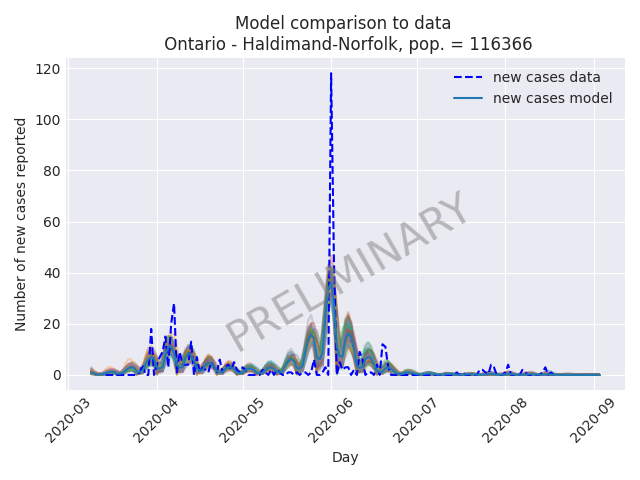 Model comparison to data
Ontario - Haldimand-Norfolk, pop. = 116366
120
100
80
60
40
20
0
Number of new cases reported
new cases data
new cases model
PRELIMINARY
2020-03
2020-04
2020-05
2020-06
2020-07
2020-08
2020-09
Day